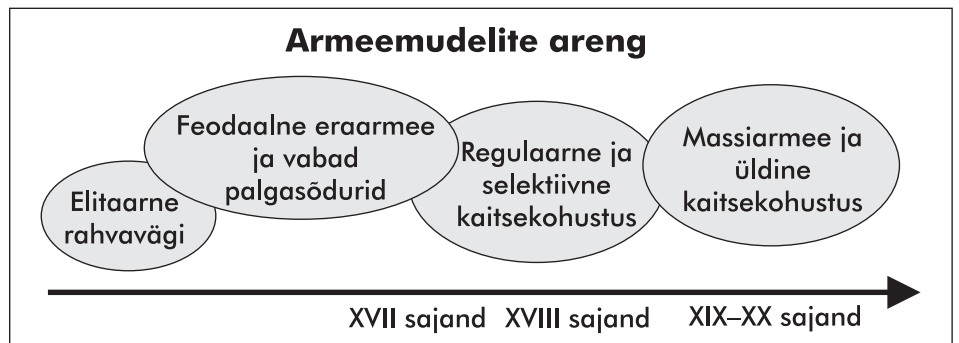 Armeemudelite areng
Elitaarne
rahvavägi
Feodaalne eraarmee
ja vabad
palgasõdurid
Regulaarne ja
selektiivne
kaitsekohustus
Massiarmee ja
üldine
kaitsekohustus
XVII sajand XVIII sajand XIX–XX sajand